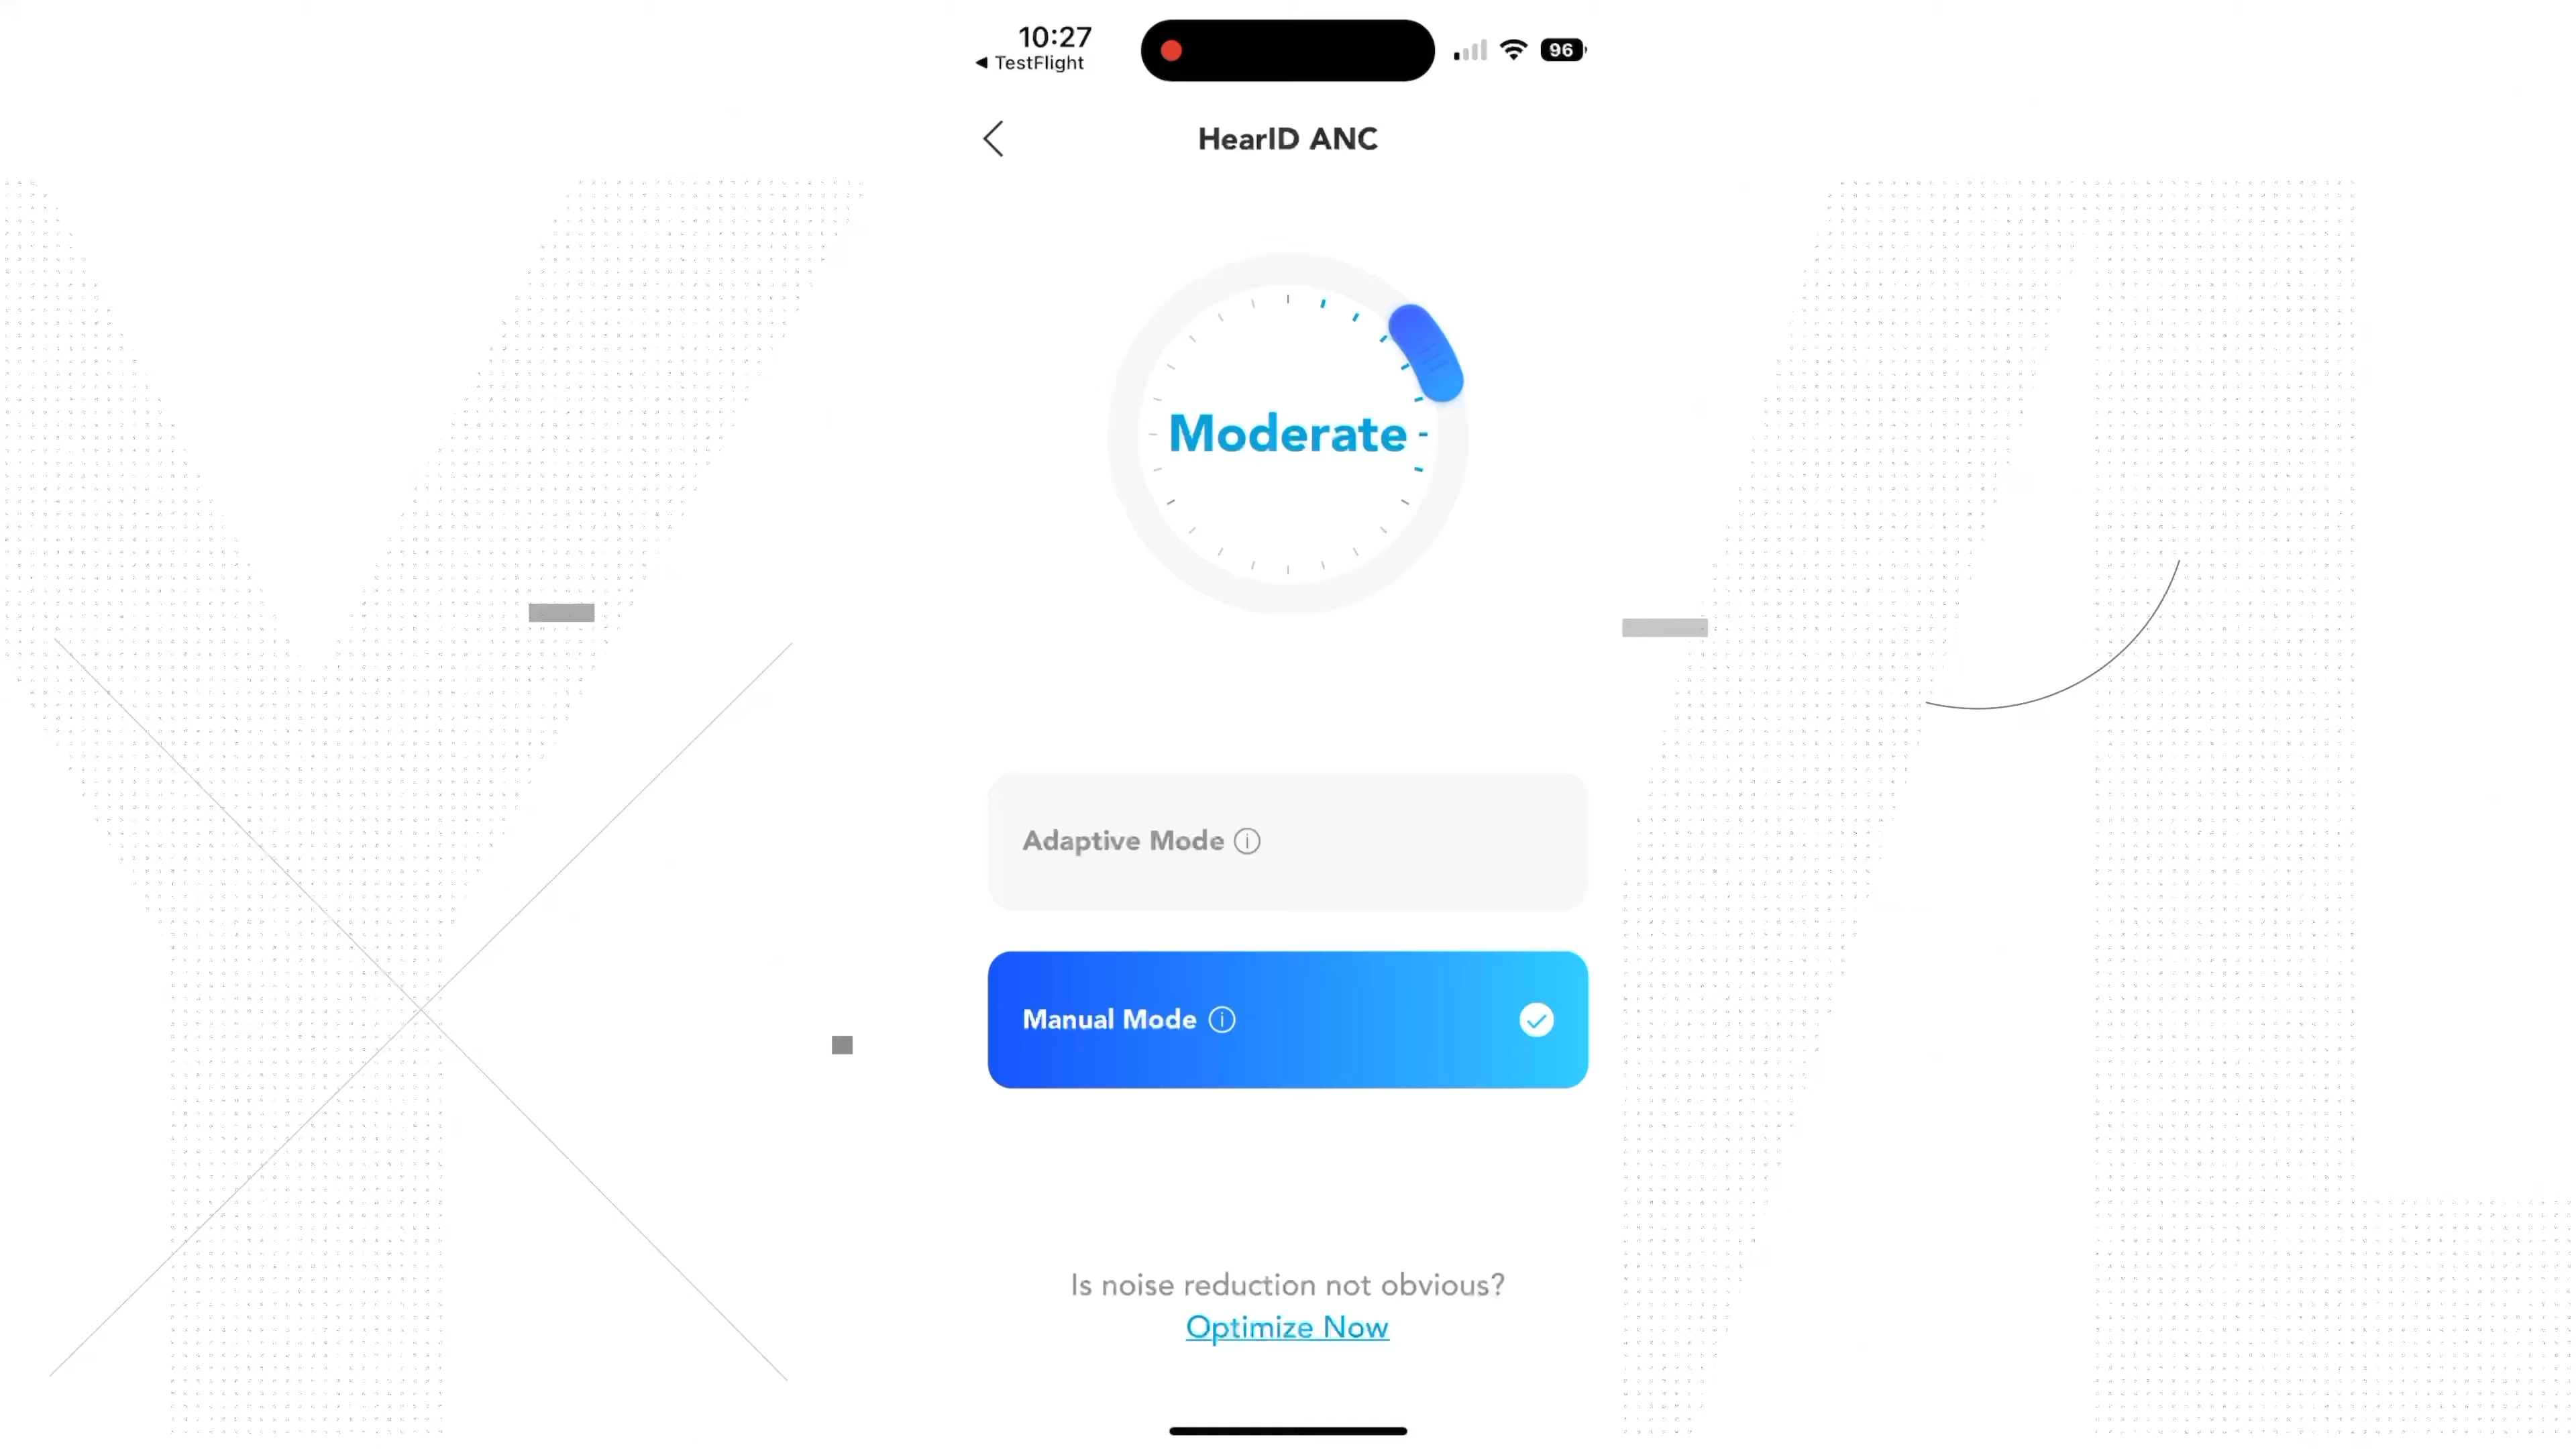 10:27
◀ TestFlight
96
HearID ANC
Moderate
Adaptive Mode
Manual Mode
Is noise reduction not obvious?
Optimize Now